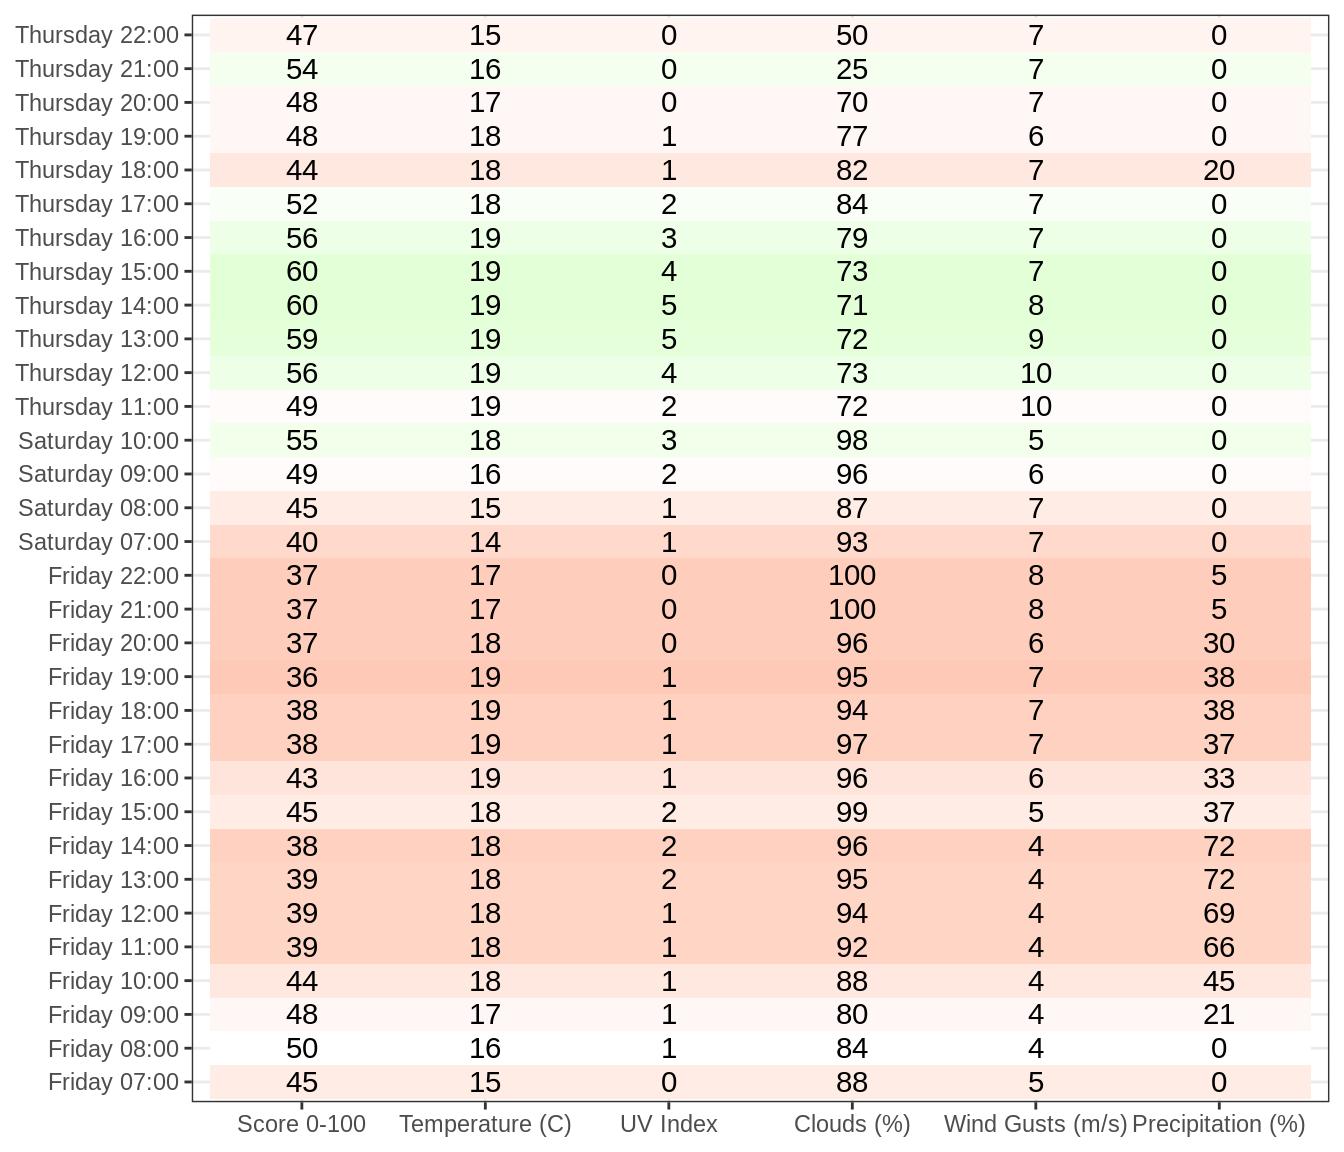 Thursday 22:00 47 15 0 50 7 0
Thursday 21:00 54 16 0 25 7 0
Thursday 20:00 48 17 0 70 7 0
Thursday 19:00 48 18 1 77 6 0
Thursday 18:00 44 18 1 82 7 20
Thursday 17:00 52 18 2 84 7 0
Thursday 16:00 56 19 3 79 7 0
Thursday 15:00 60 19 4 73 7 0
Thursday 14:00 60 19 5 71 8 0
Thursday 13:00 59 19 5 72 9 0
Thursday 12:00 56 19 4 73 10 0
Thursday 11:00 49 19 2 72 10 0
Saturday 10:00 55 18 3 98 5 0
Saturday 09:00 49 16 2 96 6 0
Saturday 08:00 45 15 1 87 7 0
Saturday 07:00 40 14 1 93 7 0
Friday 22:00 37 17 0 100 8 5
Friday 21:00 37 17 0 100 8 5
Friday 20:00 37 18 0 96 6 30
Friday 19:00 36 19 1 95 7 38
Friday 18:00 38 19 1 94 7 38
Friday 17:00 38 19 1 97 7 37
Friday 16:00 43 19 1 96 6 33
Friday 15:00 45 18 2 99 5 37
Friday 14:00 38 18 2 96 4 72
Friday 13:00 39 18 2 95 4 72
Friday 12:00 39 18 1 94 4 69
Friday 11:00 39 18 1 92 4 66
Friday 10:00 44 18 1 88 4 45
Friday 09:00 48 17 1 80 4 21
Friday 08:00 50 16 1 84 4 0
Friday 07:00 45 15 0 88 5 0
Score 0-100 Temperature (C) UV Index Clouds (%) Wind Gusts (m/s) Precipitation (%)